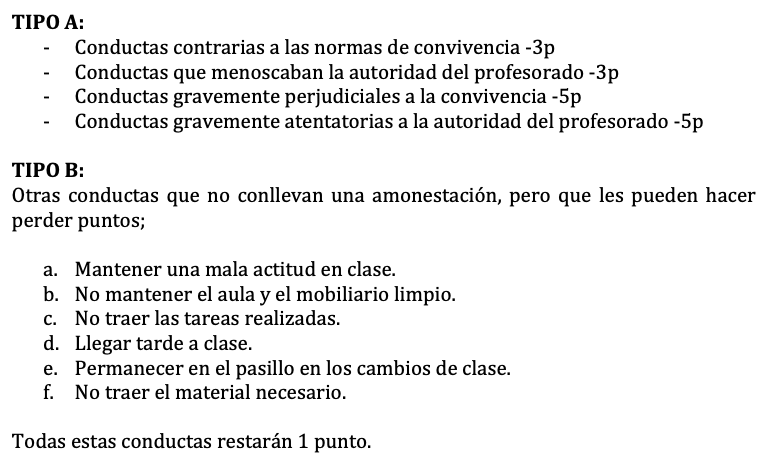 TIPO A:
- Conductas contrarias a las normas de convivencia -3p
- Conductas que menoscaban la autoridad del profesorado -3p
- Conductas gravemente perjudiciales a la convivencia -5p
- Conductas gravemente atentatorias a la autoridad del profesorado -5p
TIPO B:
Otras conductas que no conllevan una amonestación, pero que les pueden hacer
perder puntos;
a. Mantener una mala actitud en clase.
b. No mantener el aula y el mobiliario limpio.
c. No traer las tareas realizadas.
d. Llegar tarde a clase.
e. Permanecer en el pasillo en los cambios de clase.
f. No traer el material necesario.
Todas estas conductas restarán 1 punto.